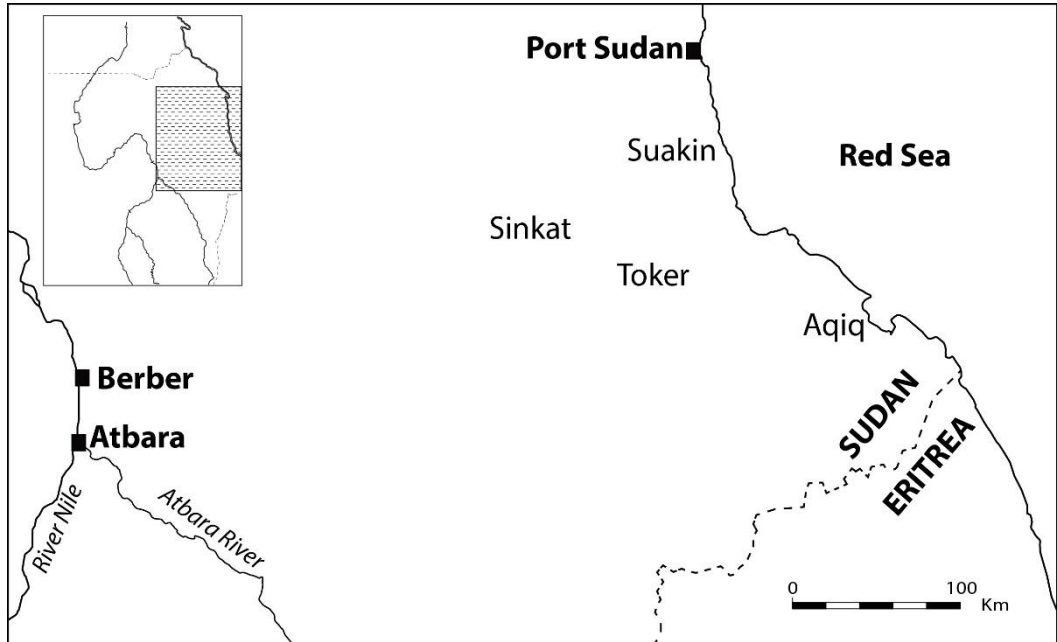 Port Sudan
Suakin
Red Sea
Sinkat
Toker
Aqiq
Berber
SUDAN
Atbara
ERITREA
River Nile
Atbara River
0 100
Km